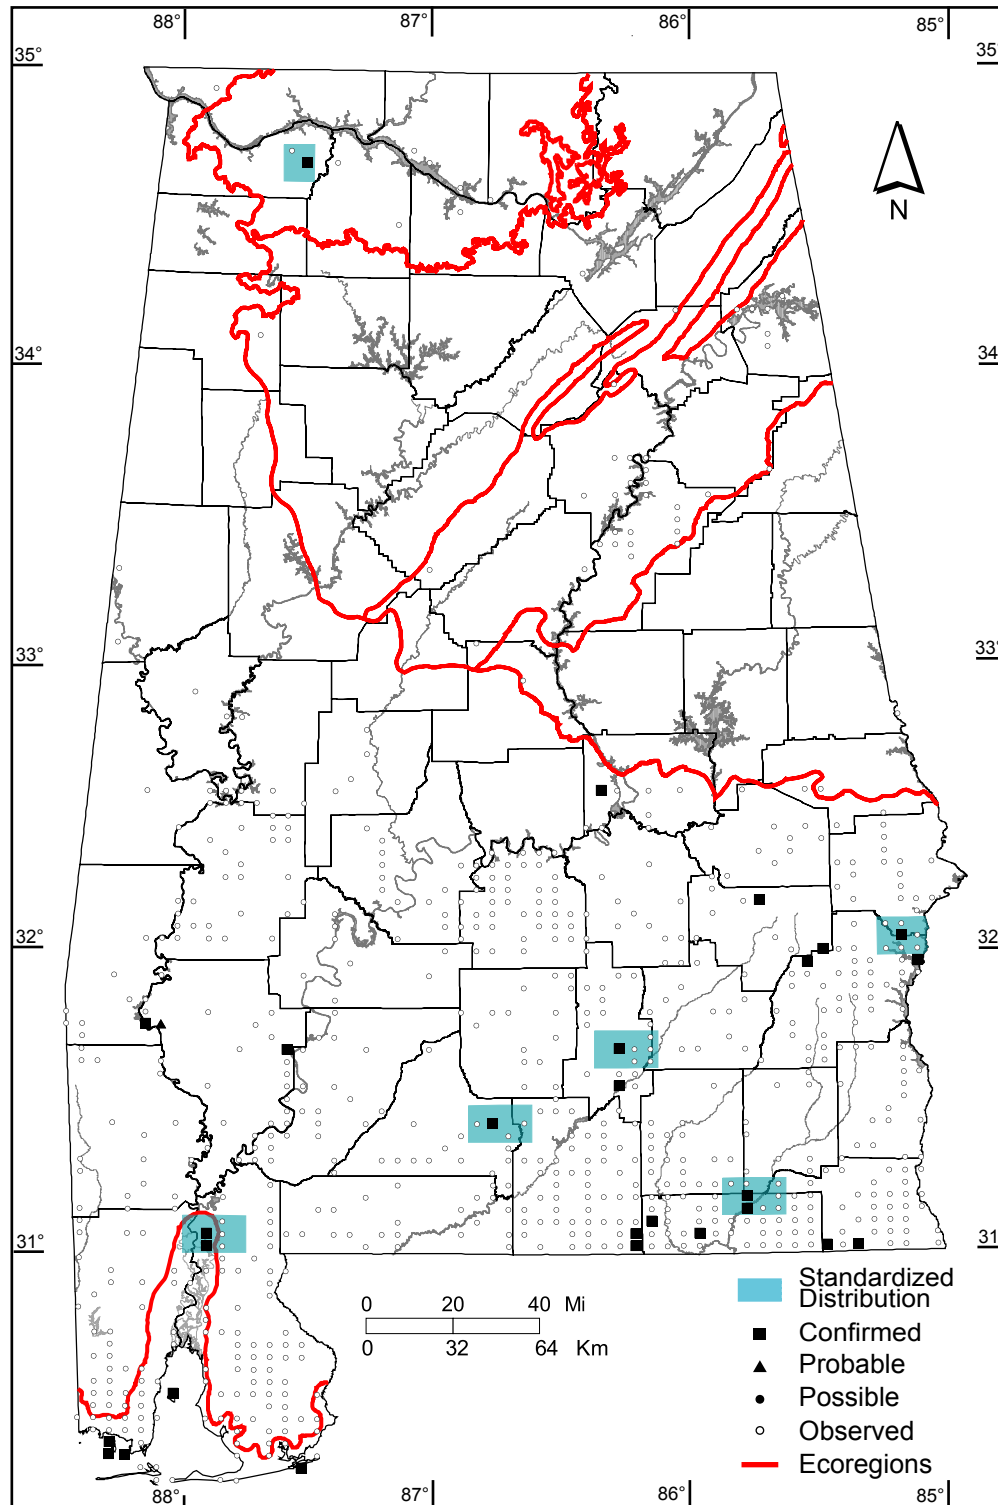 88° 87° 86° 85°
35° 35°
N
34° 34
33° 33°
32° 32
31° 31
Standardized
Distribution
0 20 40 Mi
0 32 64 Km
Confirmed
Probable
Possible
Observed
Ecoregions
88° 87° 86° 85°